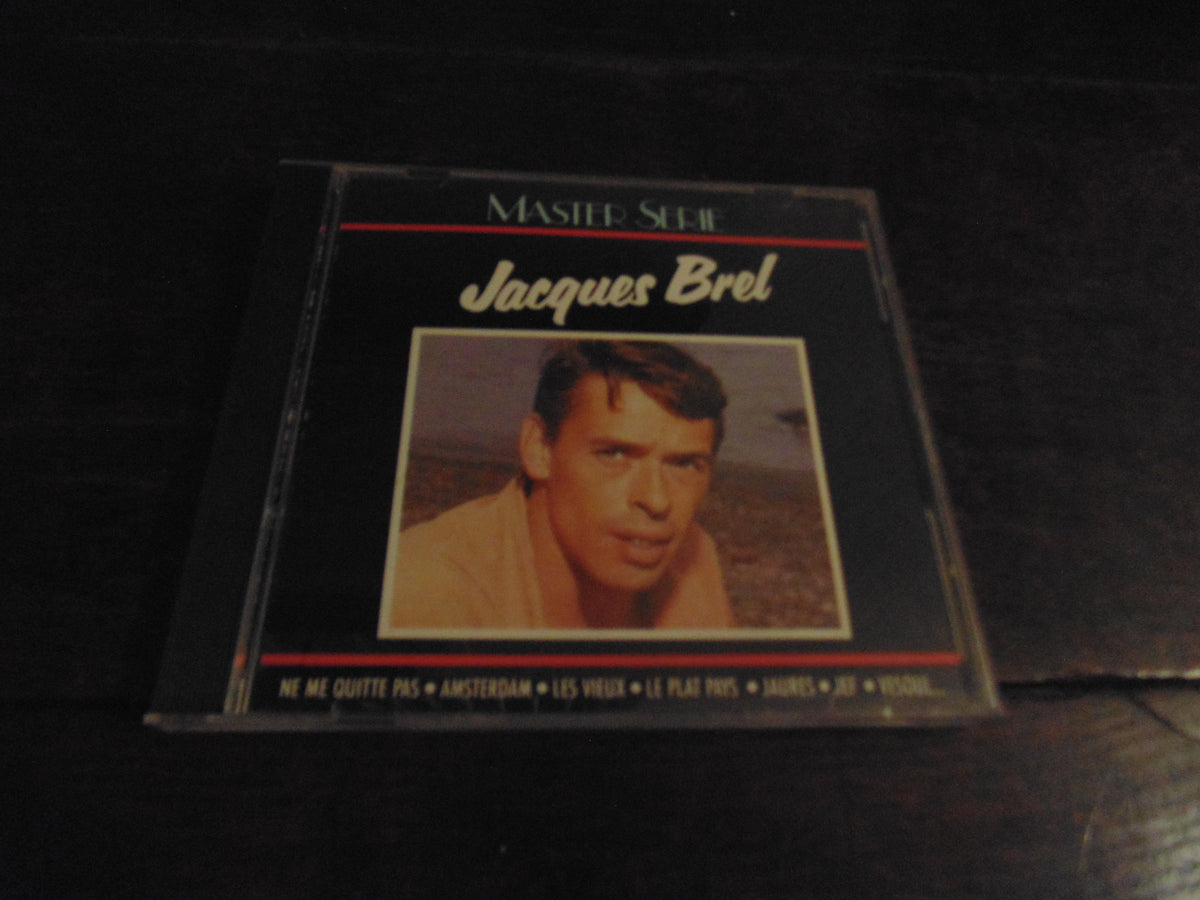 MASTER SERIE
Jacques Brel
NE ME QUITTE PAS • AMSTERDAM • LES VIEUX • LE PLAT PAYS • JAURES • JEF • VESOUL...